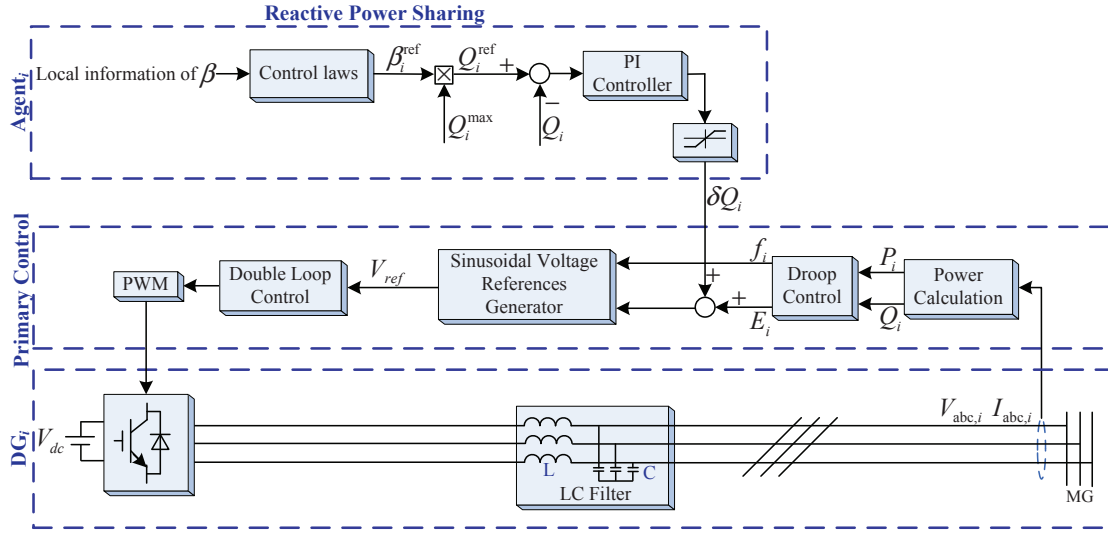 Reactive Power Sharing
Agent_i
Local information of β
Control laws
β_i^ref
Q_i^ref
+
PI
Controller
Q_i^max
−
Q_i
δQ_i
Primary Control
PWM
Double Loop
Control
V_ref
Sinusoidal Voltage
References
Generator
f_i
+
+
E_i
Droop
Control
P_i
Q_i
Power
Calculation
DG_i
V_dc
L
C
LC Filter
V_abc,i I_abc,i
MG